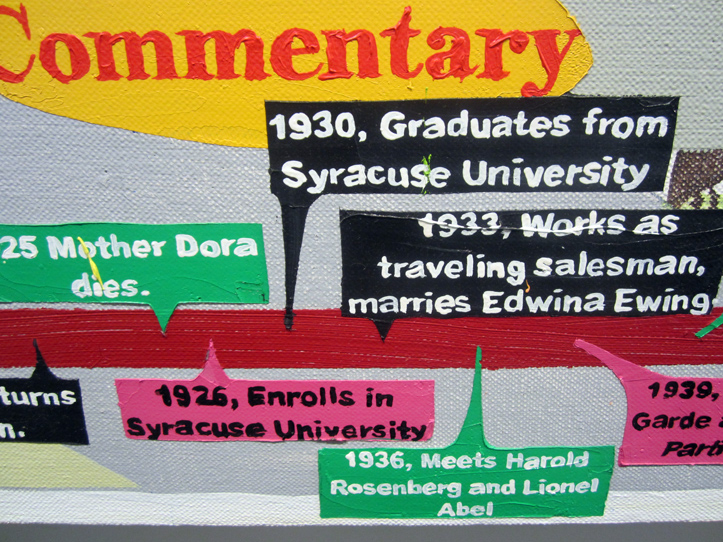 Commentary
1930, Graduates from
Syracuse University
25 Mother Dora
dies.
1933, Works as
traveling salesman,
marries Edwina Ewing.
turns
n.
1926, Enrolls in
Syracuse University
1936, Meets Harold
Rosenberg and Lionel
Abel
1939,
Garde
Parti